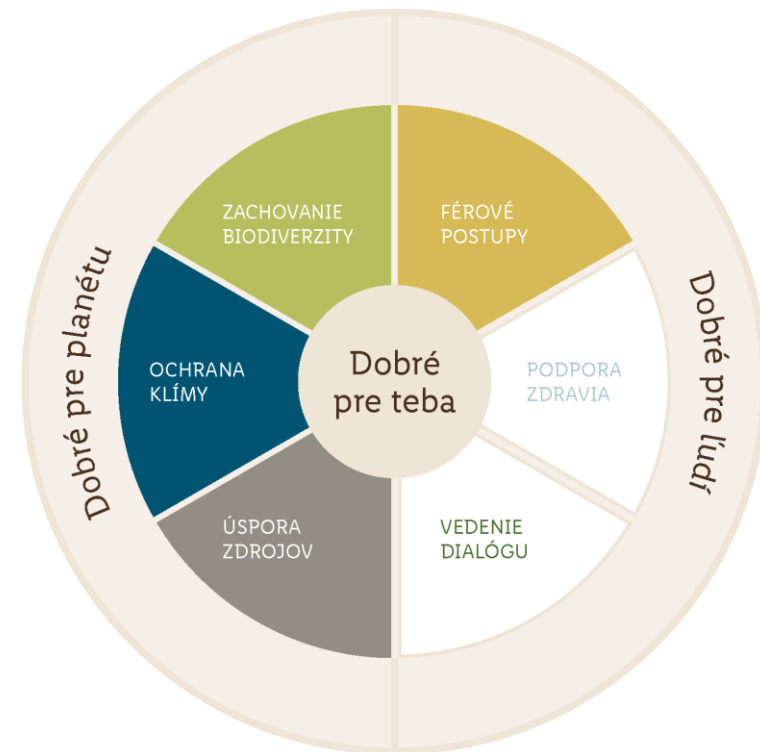 ZACHOVANIE
BIODIVERZITY
FÉROVÉ
POSTUPY
Dobré pre planétu
OCHRANA
KLÍMY
Dobré
pre teba
PODPORA
ZDRAVIA
Dobré pre ľudí
ÚSPORA
ZDROJOV
VEDENIE
DIALÓGU